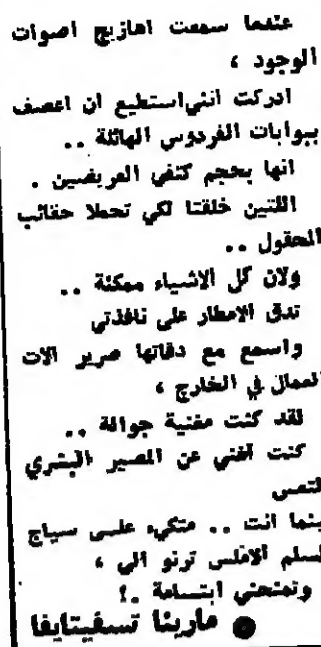 عندما سمعت اهازيج اصوات
الوجود ،
ادركت انني استطيع ان اعصف
ببوابات الفردوس الهائلة ..
انها بحجم كتفي العريضين .
اللتين خلقتا لكي تحملا حقائب
الحقول ..
ولان كل الاشياء ممكنة ..
تدق الامطار على نافذتي
واسمع مع دقاتها صرير الات
العمال في الخارج ،
لقد كنت مغنية جوالة ..
كنت اغني عن المصير البشري
التعس
بينما انت .. متكيء على سياج
السلم الاملس ترنو الي ،
وتمنحني ابتسامة .!
● مارينا تسفيتايفا